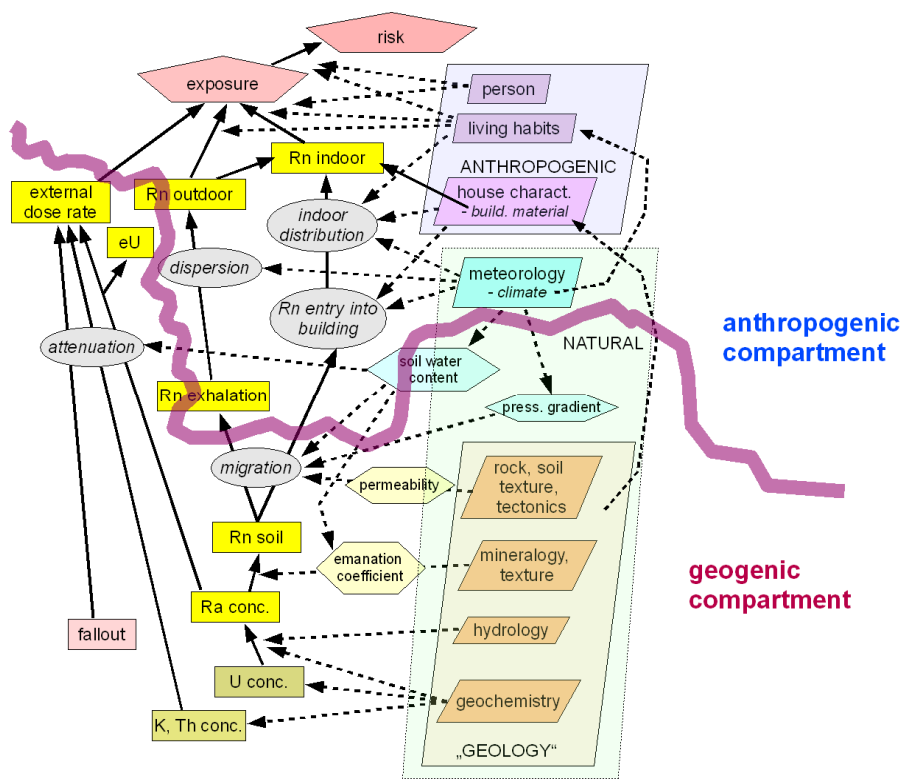 risk
exposure
person
living habits
ANTHROPOGENIC
Rn indoor
external
dose rate
Rn outdoor
house charact.
- build. material
indoor
distribution
eU
dispersion
meteorology
- climate
Rn entry into
building
anthropogenic
compartment
NATURAL
attenuation
soil water
content
Rn exhalation
press. gradient
migration
permeability
rock, soil
texture,
tectonics
Rn soil
emanation
coefficient
mineralogy,
texture
geogenic
compartment
Ra conc.
fallout
hydrology
U conc.
geochemistry
K, Th conc.
„GEOLOGY“